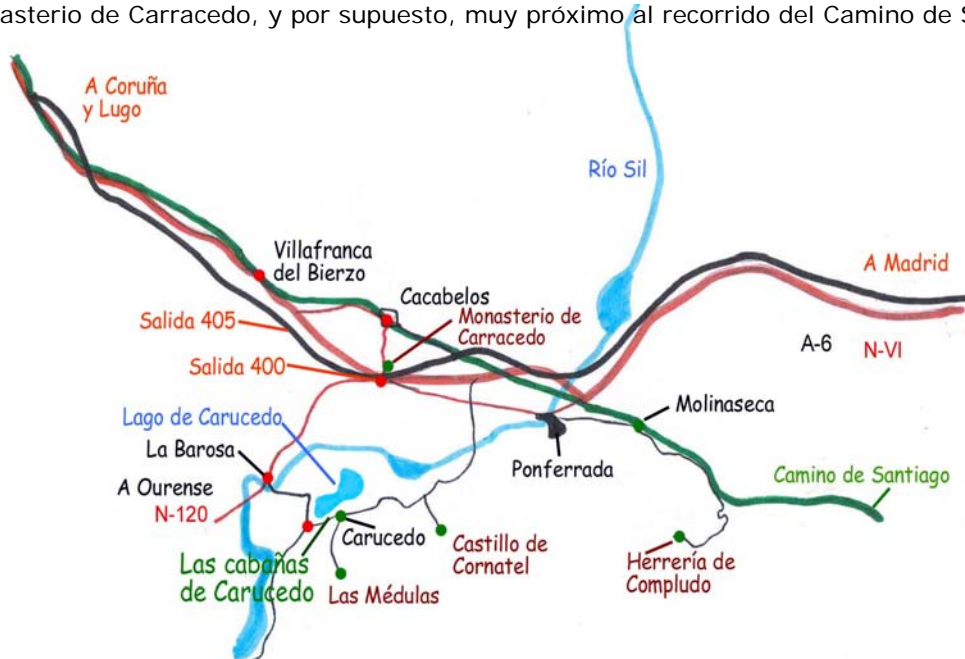 asterio de Carracedo, y por supuesto, muy próximo al recorrido del Camino de S
A Coruña
y Lugo
Río Sil
Villafranca
del Bierzo
A Madrid
Cacabelos
Salida 405
Monasterio de
Carracedo
A-6
N-VI
Salida 400
Molinaseca
Lago de Carucedo
La Barosa
Ponferrada
Camino de Santiago
A Ourense
N-120
Carucedo
Castillo de
Cornatel
Las cabañas
de Carucedo
Herrería de
Compludo
Las Médulas